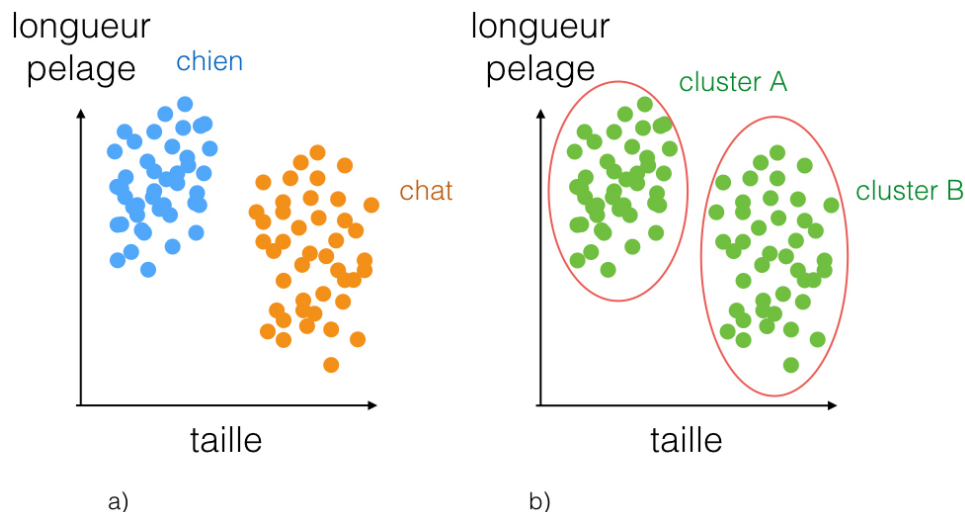 longueur
pelage
chien
chat
taille
a)
longueur
pelage
cluster A
cluster B
taille
b)